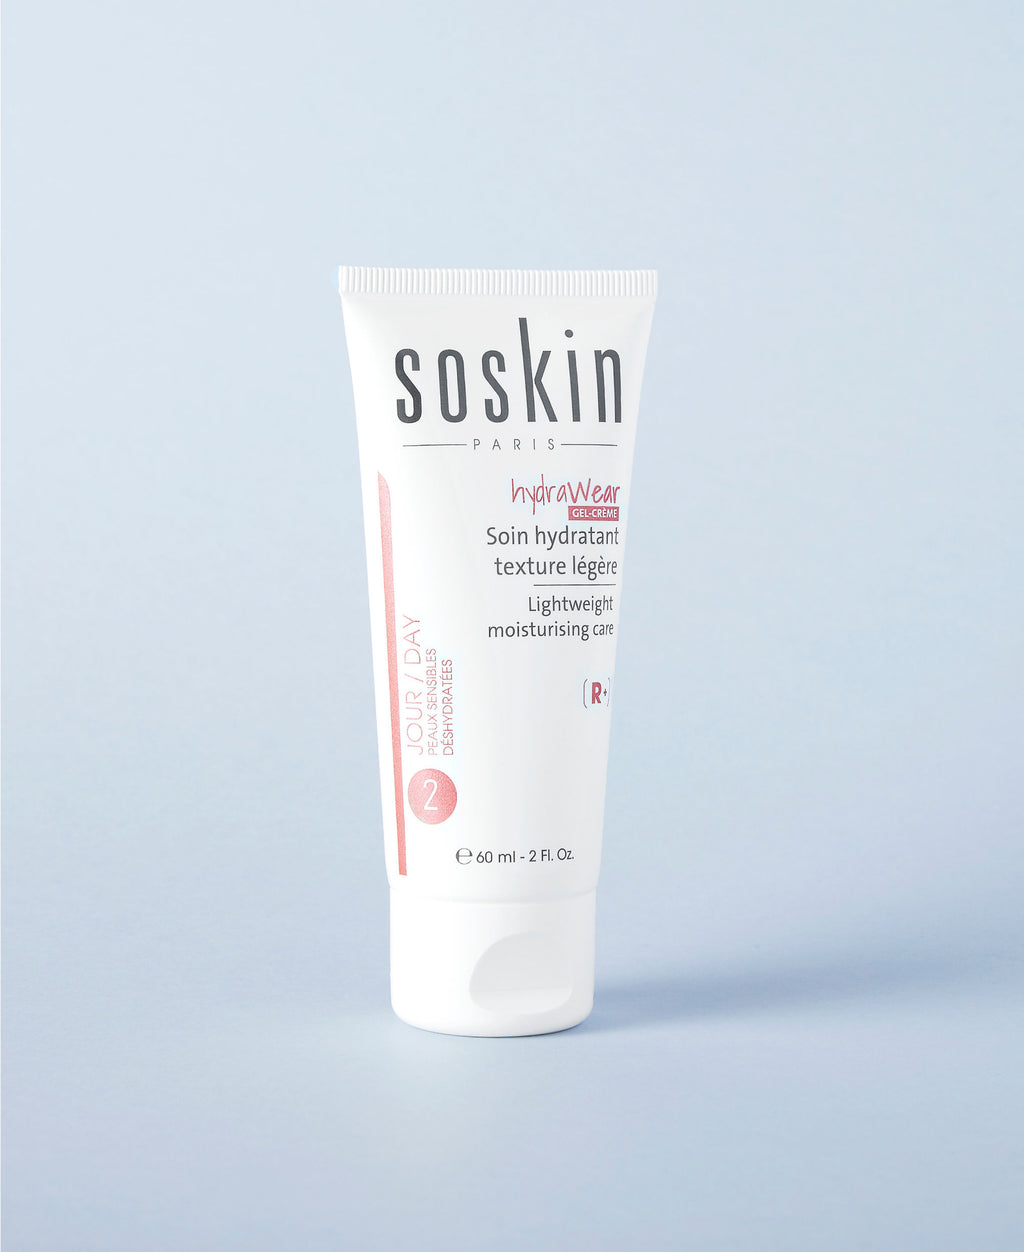 soskin
PARIS
hydraWear
GEL-CRÈME
Soin hydratant
texture légère
Lightweight
moisturising care
[R+]
JOUR / DAY
PEAUX SENSIBLES
DÉSHYDRATÉES
2
℮ 60 ml - 2 Fl. Oz.